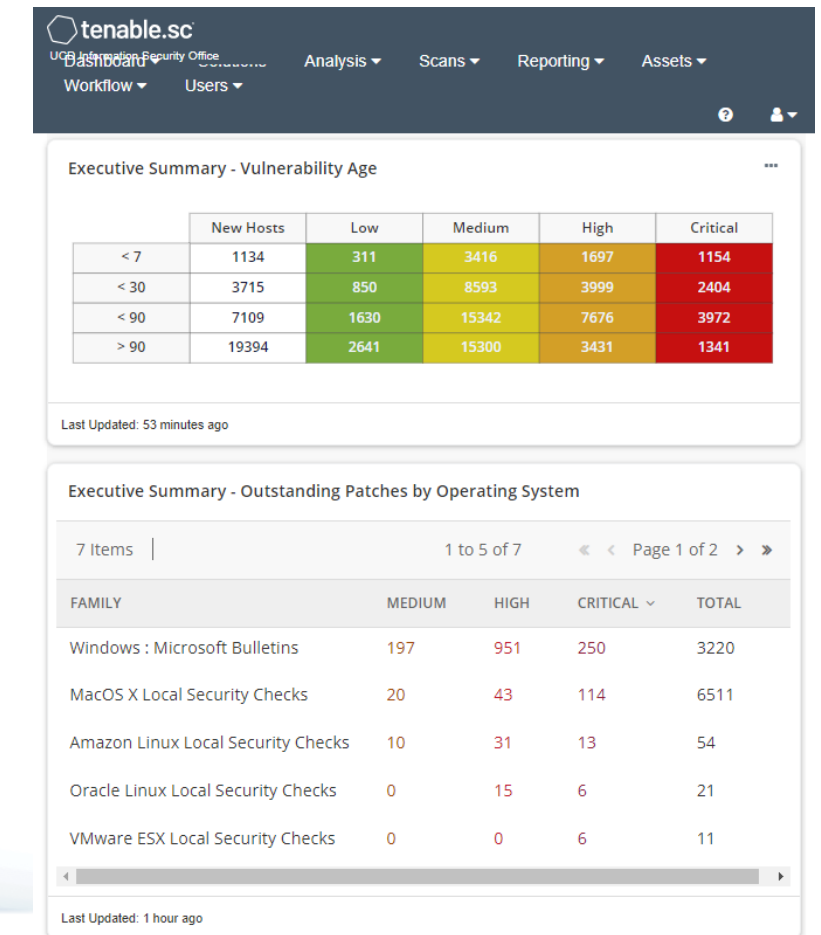 tenable.sc
UCB Information Security Office
Dashboard Solutions Analysis Scans Reporting Assets
Workflow Users
Executive Summary - Vulnerability Age
New Hosts Low Medium High Critical
< 7 1134 311 3416 1697 1154
< 30 3715 850 8593 3999 2404
< 90 7109 1630 15342 7676 3972
> 90 19394 2641 15300 3431 1341
Last Updated: 53 minutes ago
Executive Summary - Outstanding Patches by Operating System
7 Items 1 to 5 of 7 « < Page 1 of 2 > »
FAMILY MEDIUM HIGH CRITICAL TOTAL
Windows : Microsoft Bulletins 197 951 250 3220
MacOS X Local Security Checks 20 43 114 6511
Amazon Linux Local Security Checks 10 31 13 54
Oracle Linux Local Security Checks 0 15 6 21
VMware ESX Local Security Checks 0 0 6 11
Last Updated: 1 hour ago